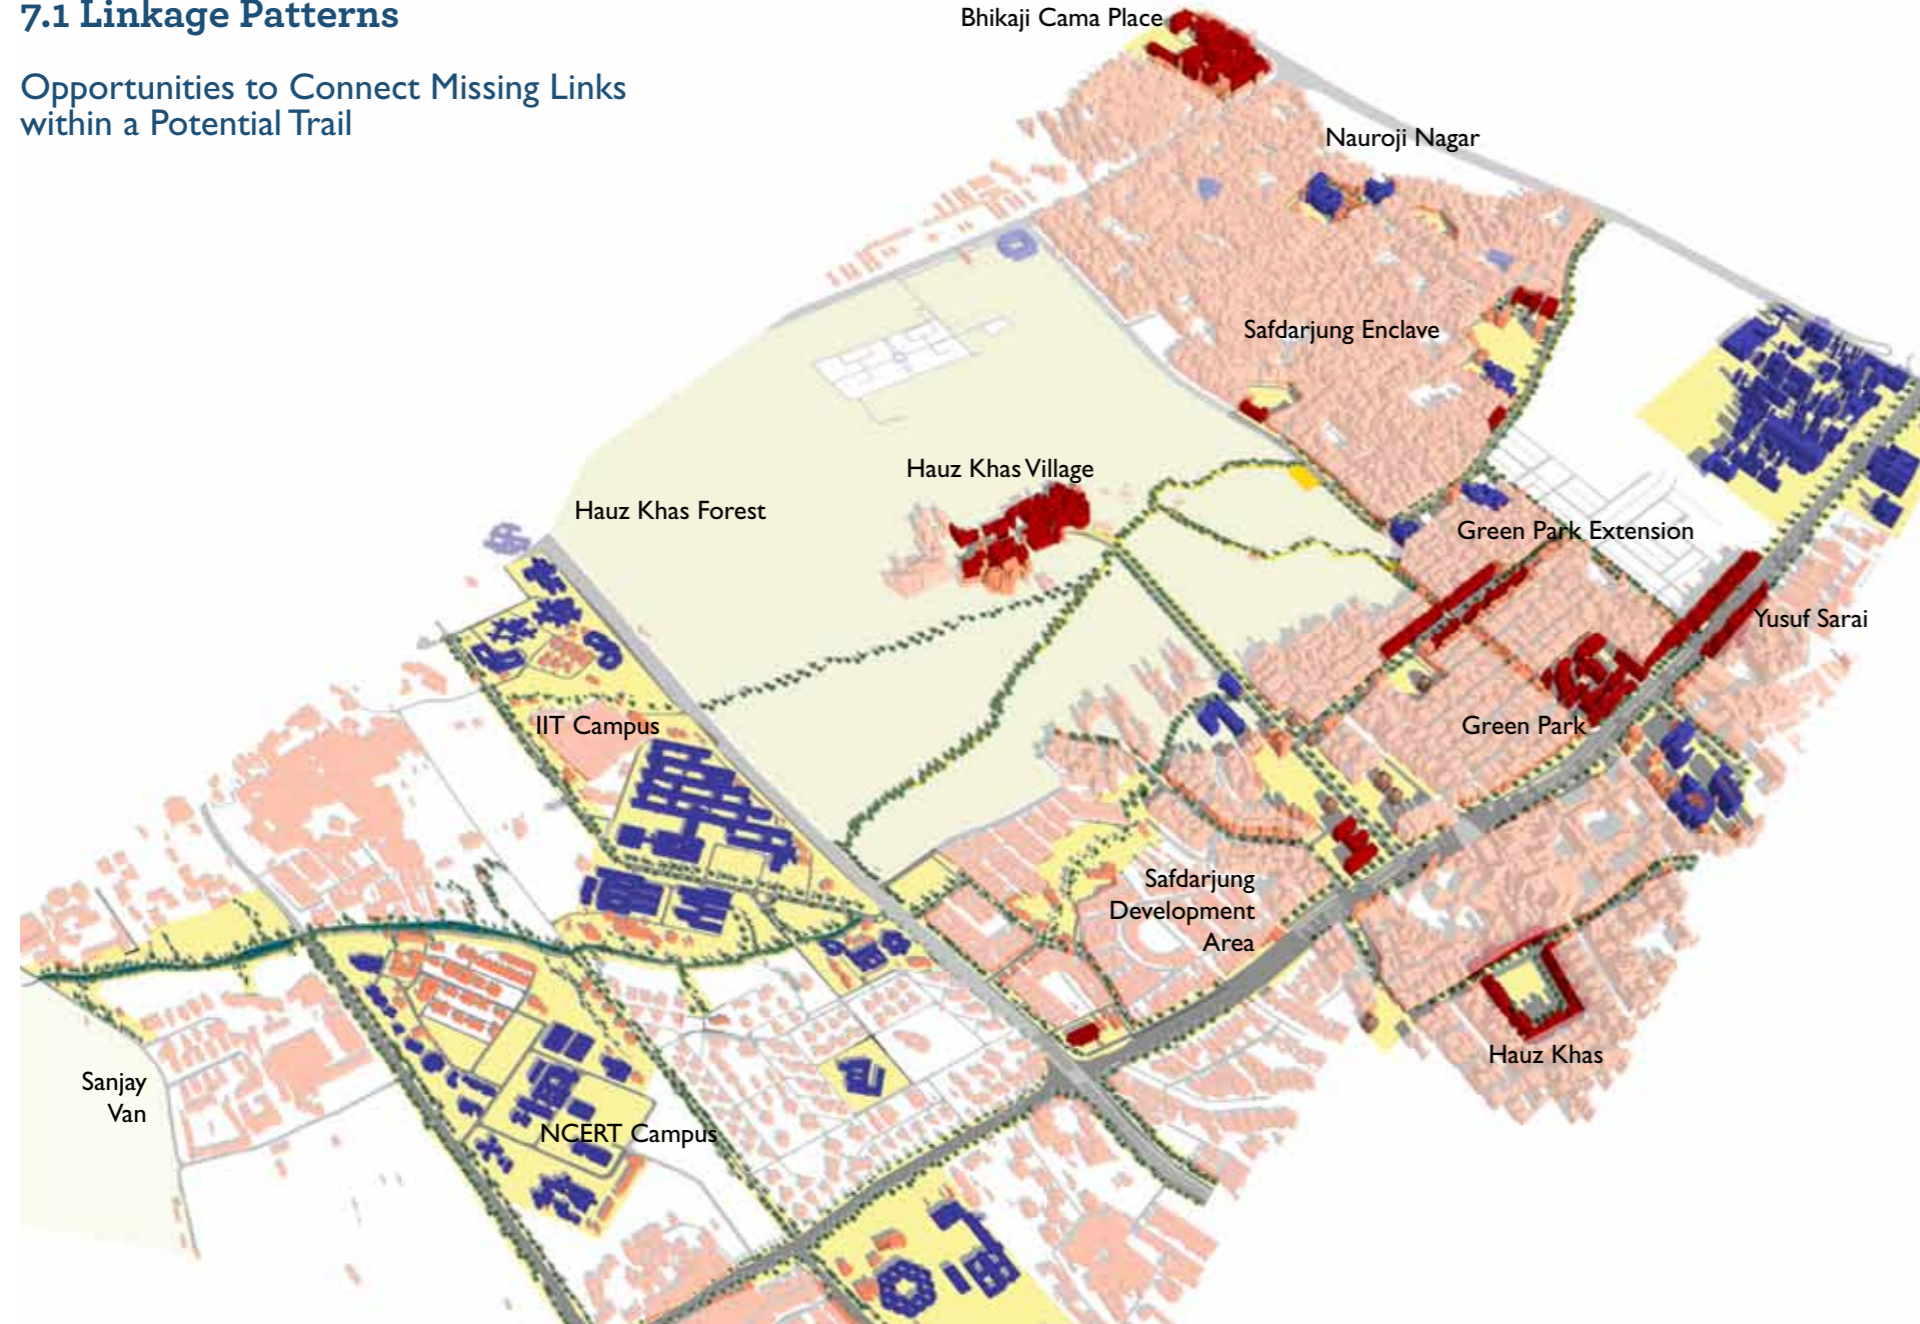 7.1 Linkage Patterns
Opportunities to Connect Missing Links
within a Potential Trail
Bhikaji Cama Place
Nauroji Nagar
Safdarjung Enclave
Hauz Khas Village
Hauz Khas Forest
Green Park Extension
Yusuf Sarai
IIT Campus
Green Park
Safdarjung
Development
Area
Hauz Khas
Sanjay
Van
NCERT Campus